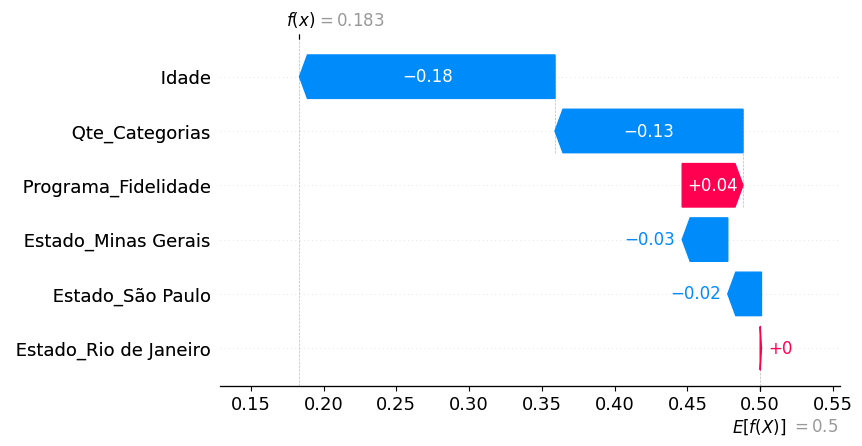 f(x) = 0.183
Idade
−0.18
Qte_Categorias
−0.13
Programa_Fidelidade
+0.04
Estado_Minas Gerais
−0.03
Estado_São Paulo
−0.02
Estado_Rio de Janeiro
+0
0.15 0.20 0.25 0.30 0.35 0.40 0.45 0.50 0.55
E[f(X)] = 0.5